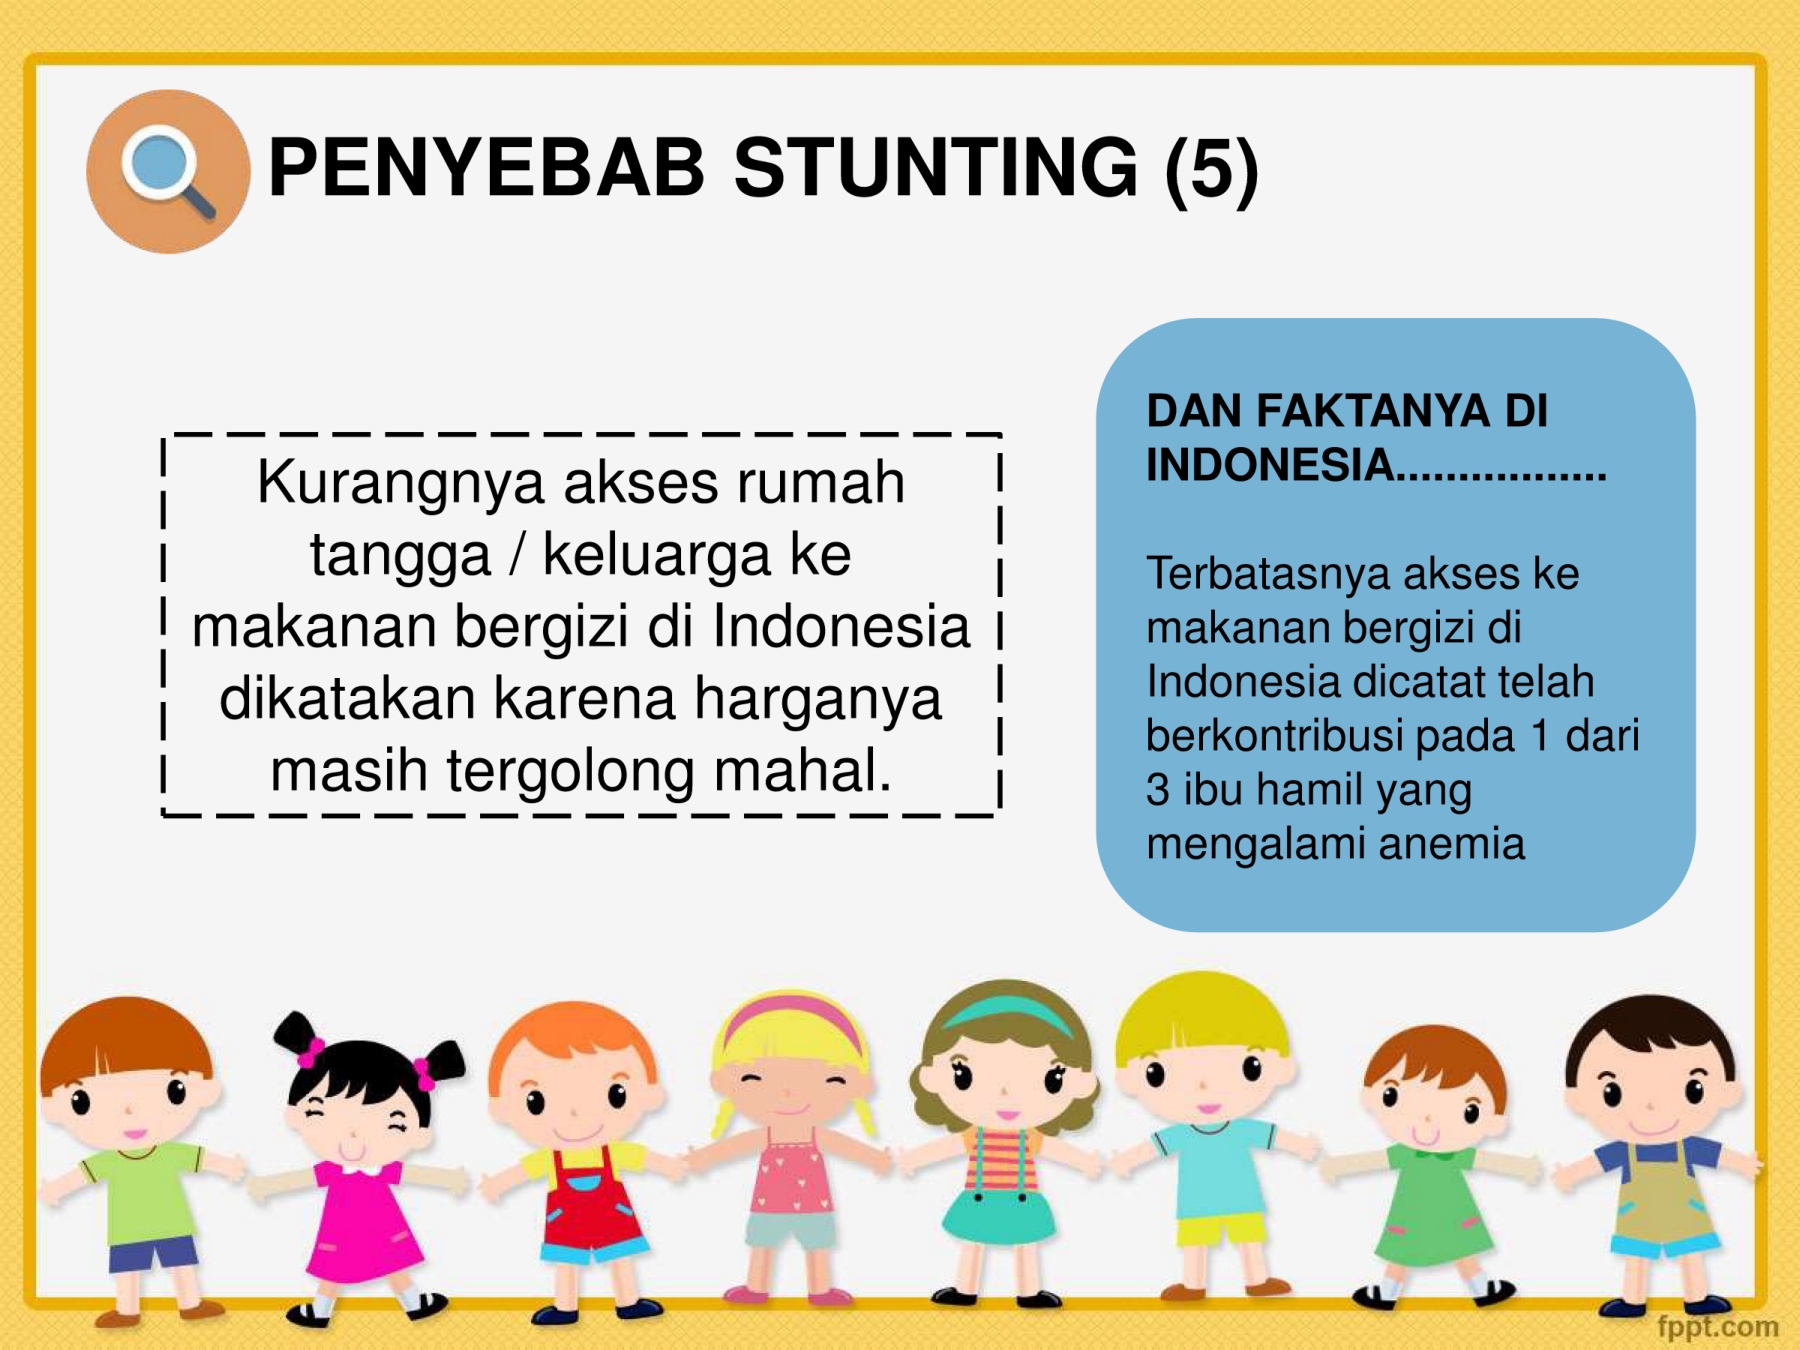 PENYEBAB STUNTING (5)
Kurangnya akses rumah
tangga / keluarga ke
makanan bergizi di Indonesia
dikatakan karena harganya
masih tergolong mahal.
DAN FAKTANYA DI
INDONESIA.................
Terbatasnya akses ke
makanan bergizi di
Indonesia dicatat telah
berkontribusi pada 1 dari
3 ibu hamil yang
mengalami anemia
fppt.com